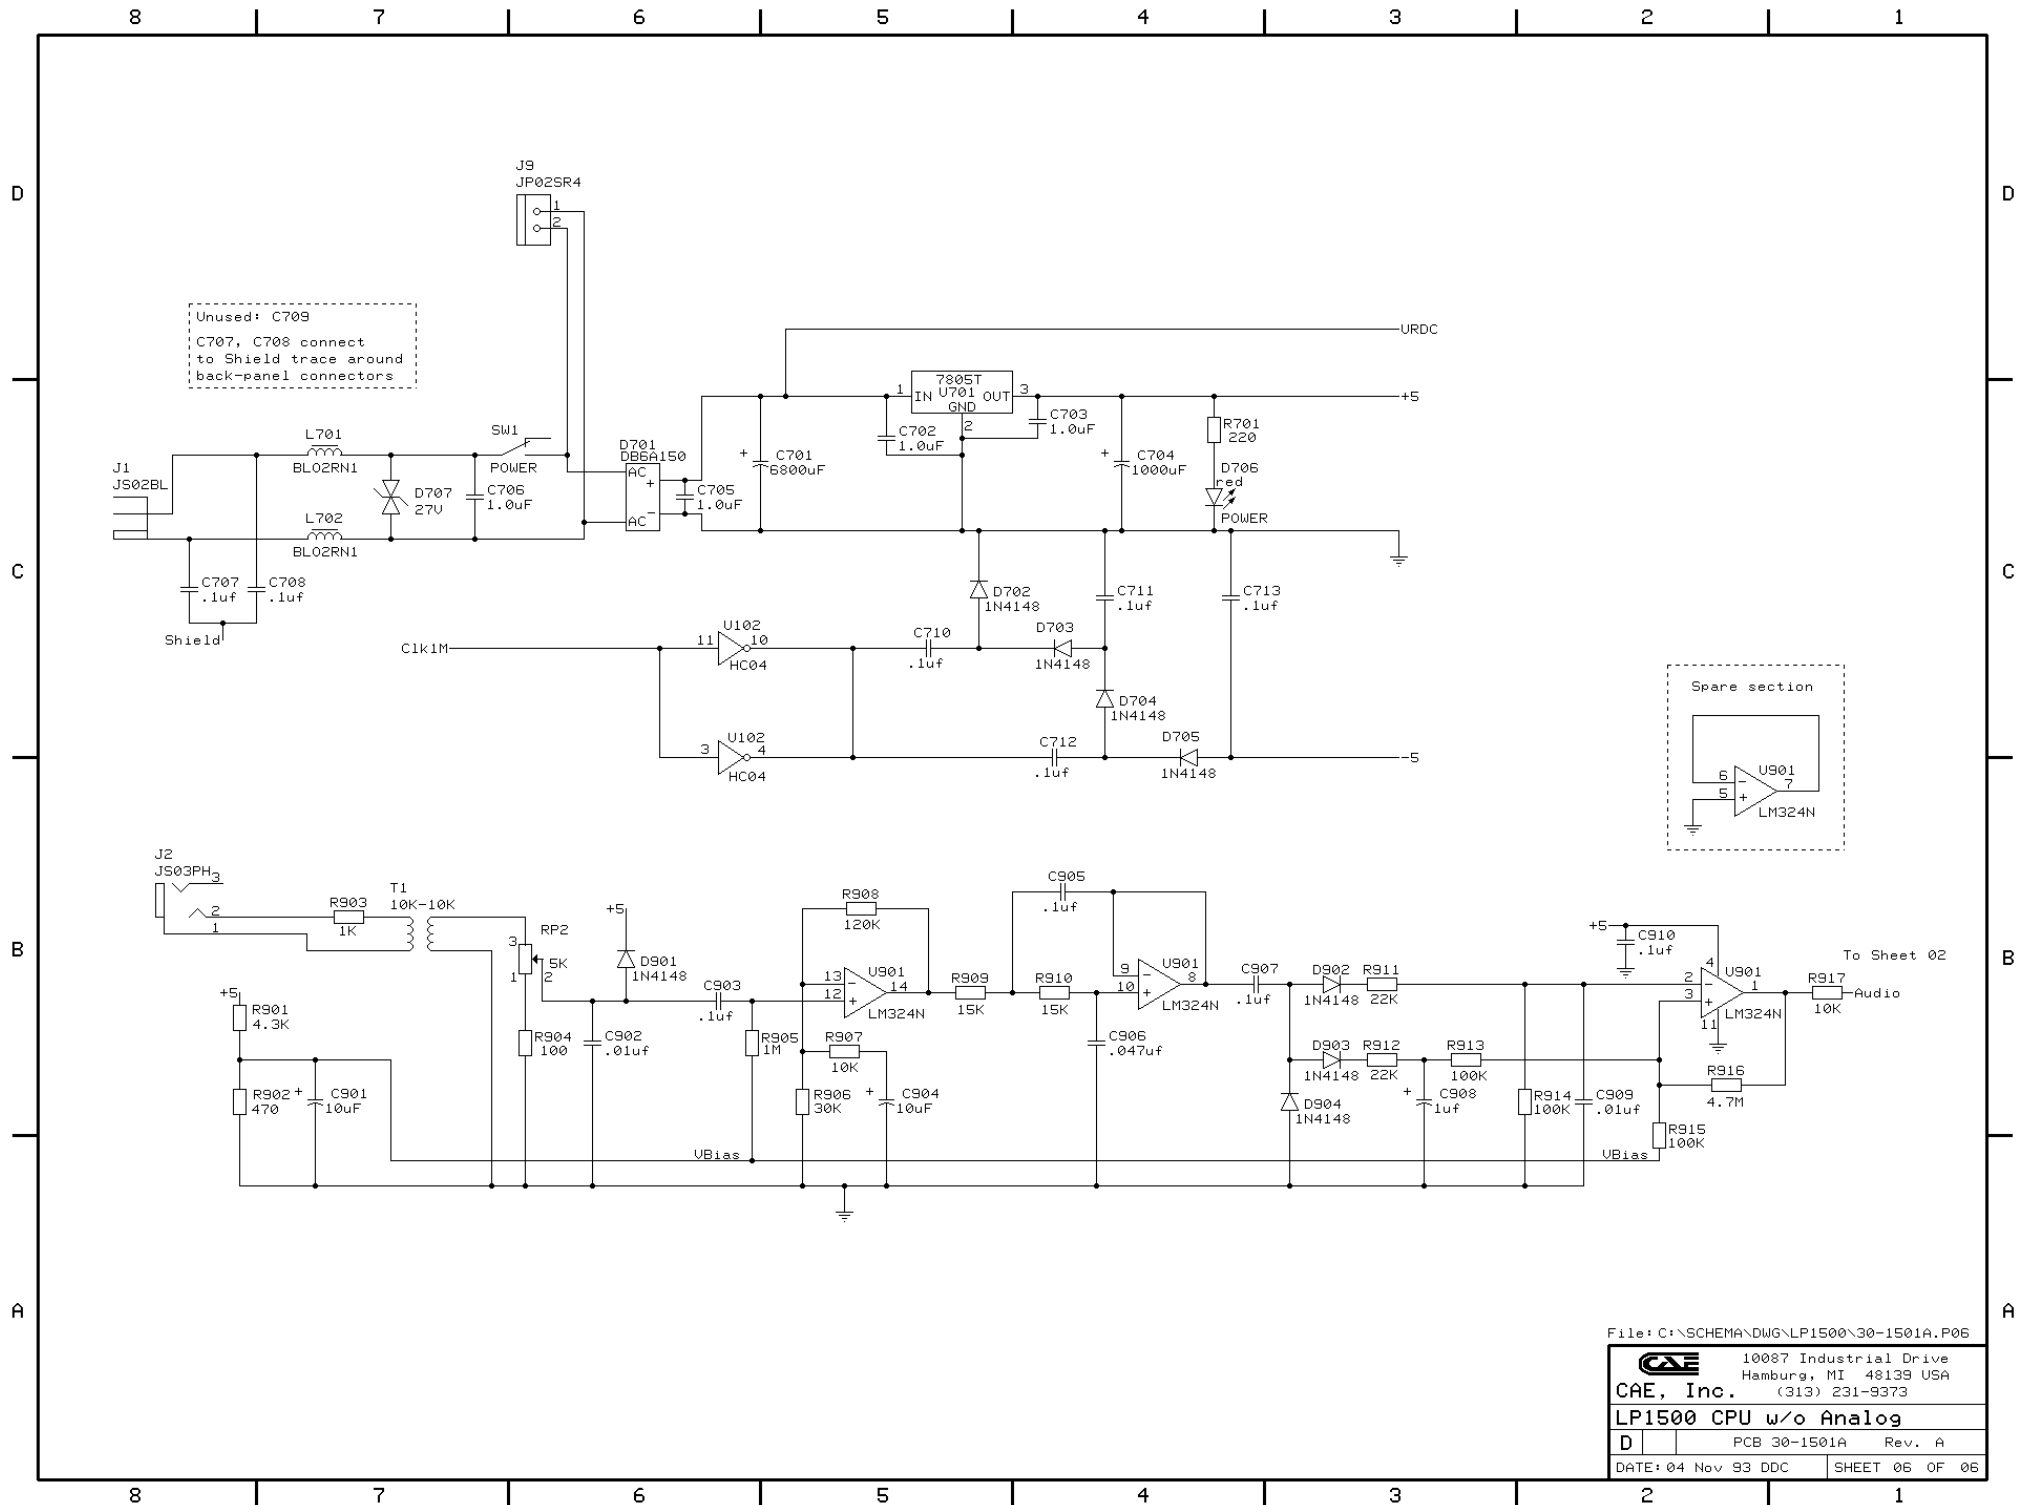 8 7 6 5 4 3 2 1
D
D
J9
JP02SR4
1
2
Unused: C709
C707, C708 connect
to Shield trace around
back-panel connectors
VRDC
7805T
1 IN U701 OUT 3
GND
2
+5
C702
1.0uF
C703
1.0uF
+ C701
6800uF
+ C704
1000uF
R701
220
D706
red
POWER
L701
BL02RN1
SW1
POWER
D701
DB6A150
AC
+
AC
-
C705
1.0uF
J1
JS02BL
D707
27V
C706
1.0uF
L702
BL02RN1
C
C
C707
.1uf
C708
.1uf
Shield
D702
1N4148
C711
.1uf
C713
.1uf
Clk1M
11 U102 10
HC04
C710
.1uf
D703
1N4148
D704
1N4148
3 U102 4
HC04
C712
.1uf
D705
1N4148
-5
Spare section
6 -
5 +
U901
7
LM324N
J2
JS03PH
3
2
1
R903
1K
T1
10K-10K
3
RP2
5K
1 2
+5
D901
1N4148
C903
.1uf
R908
120K
13 -
12 +
U901
14
LM324N
R909
15K
C905
.1uf
R910
15K
9 -
10 +
U901
8
LM324N
C907
.1uf
D902
1N4148
R911
22K
+5
C910
.1uf
4
2 -
3 +
11
U901
1
LM324N
To Sheet 02
R917
10K
Audio
B
B
+5
R901
4.3K
R904
100
C902
.01uf
R905
1M
R907
10K
C906
.047uf
D903
1N4148
R912
22K
R913
100K
R916
4.7M
R902
470
+ C901
10uF
R906
30K
+ C904
10uF
D904
1N4148
+ C908
1uf
R914
100K
C909
.01uf
R915
100K
VBias
VBias
A
A
File: C:\SCHEMA\DWG\LP1500\30-1501A.P06
CAE
10087 Industrial Drive
Hamburg, MI 48139 USA
CAE, Inc. (313) 231-9373
LP1500 CPU w/o Analog
D PCB 30-1501A Rev. A
DATE: 04 Nov 93 DDC SHEET 06 OF 06
8 7 6 5 4 3 2 1